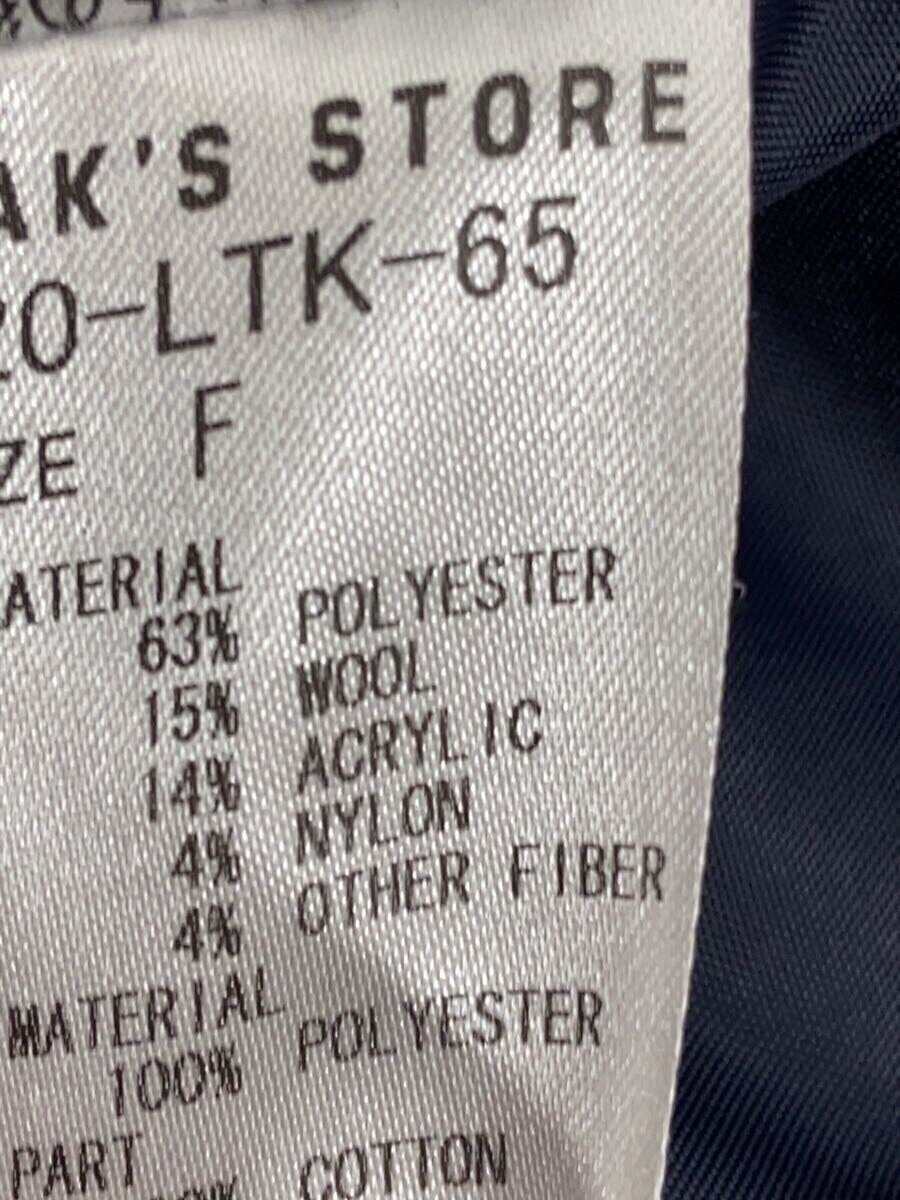 AK'S STORE
20-LTK-65
ZE F
ATERIAL
63% POLYESTER
15% WOOL
14% ACRYLIC
4% NYLON
4% OTHER FIBER
MATERIAL
100% POLYESTER
PART
COTTON